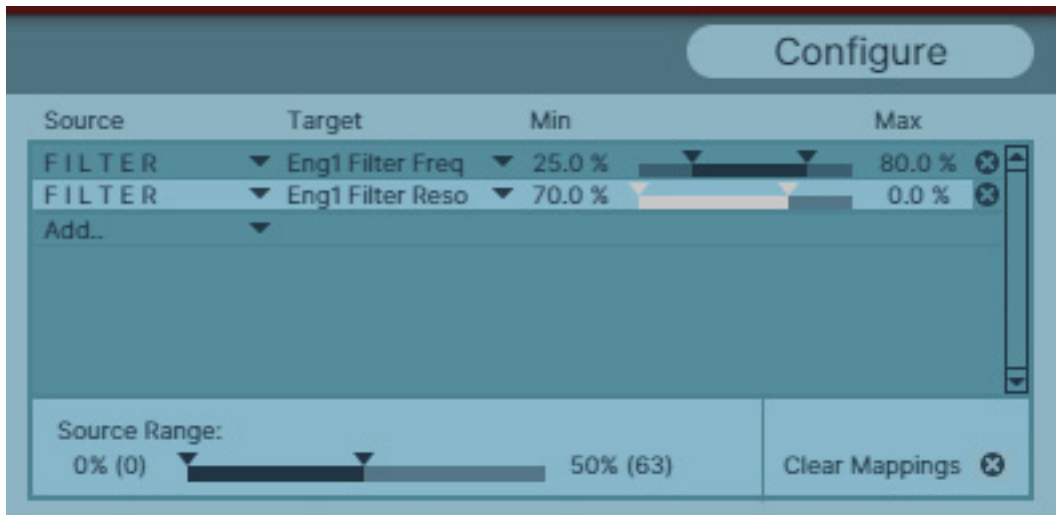 Configure
Source Target Min Max
FILTER Eng1 Filter Freq 25.0 % 80.0 %
FILTER Eng1 Filter Reso 70.0 % 0.0 %
Add..
Source Range:
0% (0) 50% (63) Clear Mappings